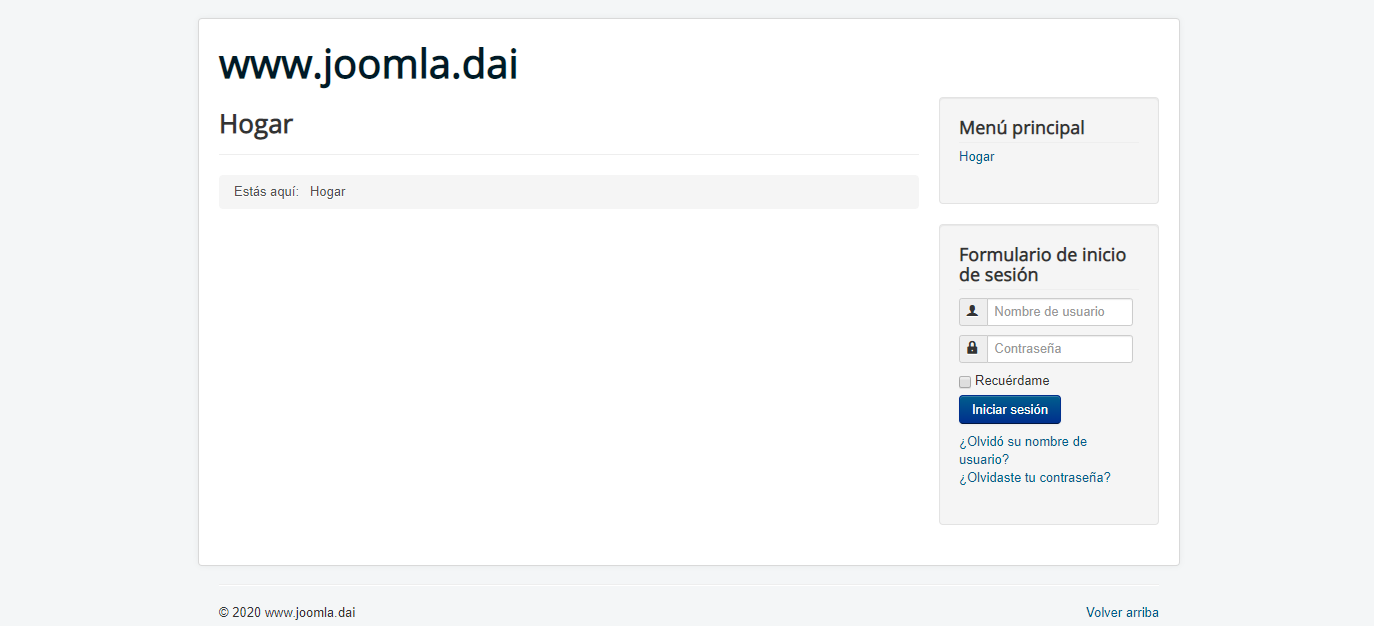 www.joomla.dai
Hogar
Estás aquí: Hogar
Menú principal
Hogar
Formulario de inicio
de sesión
Nombre de usuario
Contraseña
Recuérdame
Iniciar sesión
¿Olvidó su nombre de
usuario?
¿Olvidaste tu contraseña?
© 2020 www.joomla.dai
Volver arriba